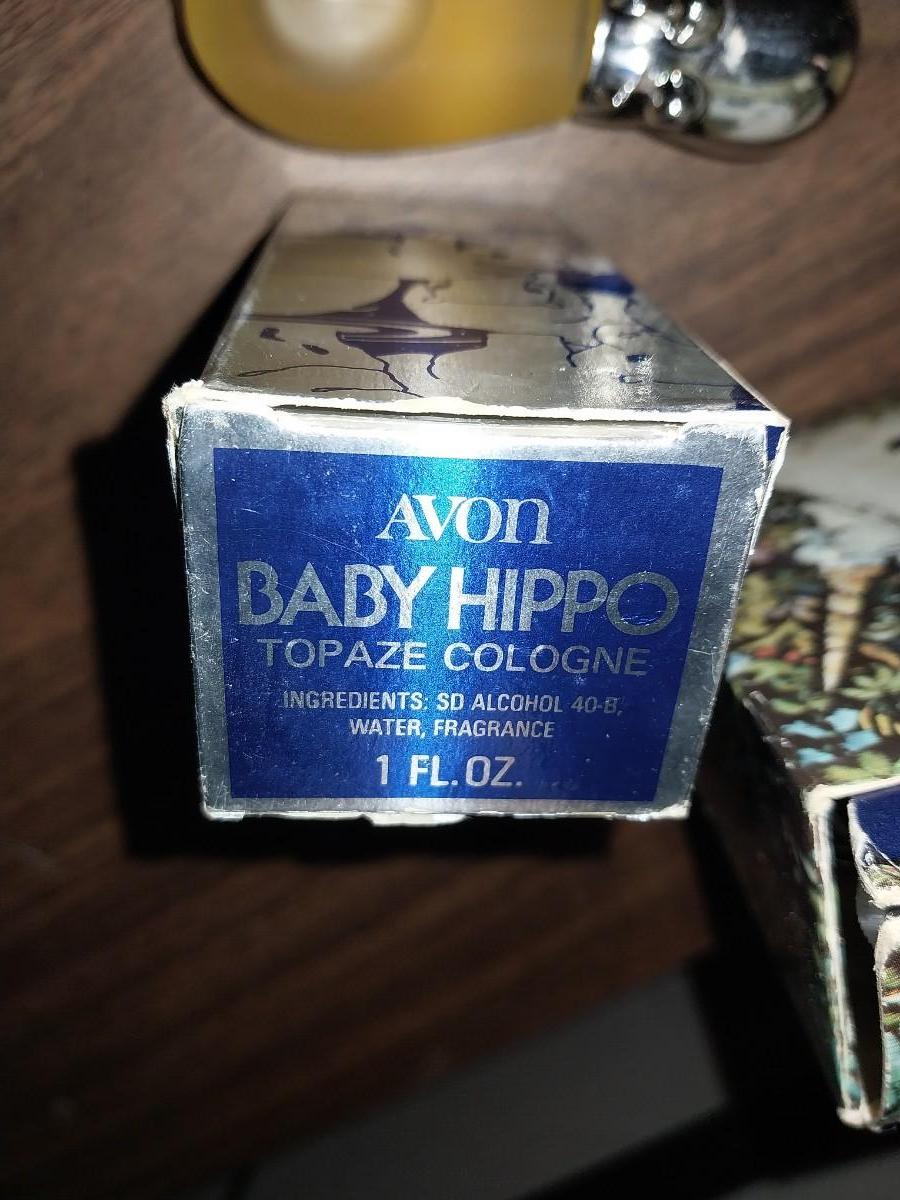 AVON
BABY HIPPO
TOPAZE COLOGNE
INGREDIENTS: SD ALCOHOL 40-B,
WATER, FRAGRANCE
1 FL. OZ.